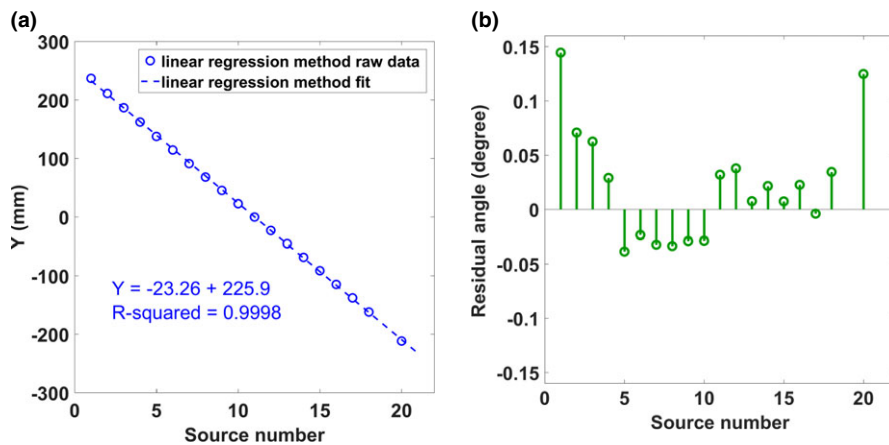 (a)
300
200
100
0
-100
-200
-300
Y (mm)
linear regression method raw data
linear regression method fit
Y = -23.26 + 225.9
R-squared = 0.9998
0 5 10 15 20
Source number
(b)
0.15
0.1
0.05
0
-0.05
-0.1
-0.15
Residual angle (degree)
0 5 10 15 20
Source number